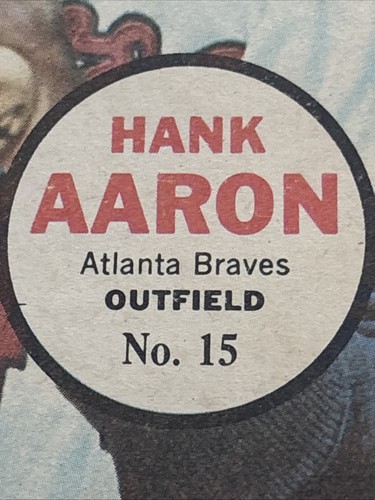 HANK
AARON
Atlanta Braves
OUTFIELD
No. 15